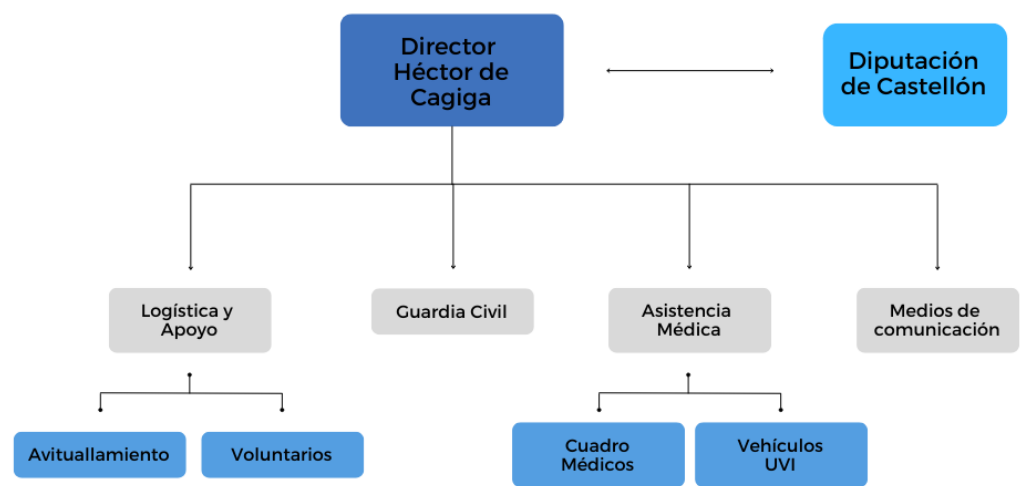 Director
Héctor de
Cagiga
Diputación
de Castellón
Logística y
Apoyo
Guardia Civil
Asistencia
Médica
Medios de
comunicación
Avituallamiento
Voluntarios
Cuadro
Médicos
Vehículos
UVI